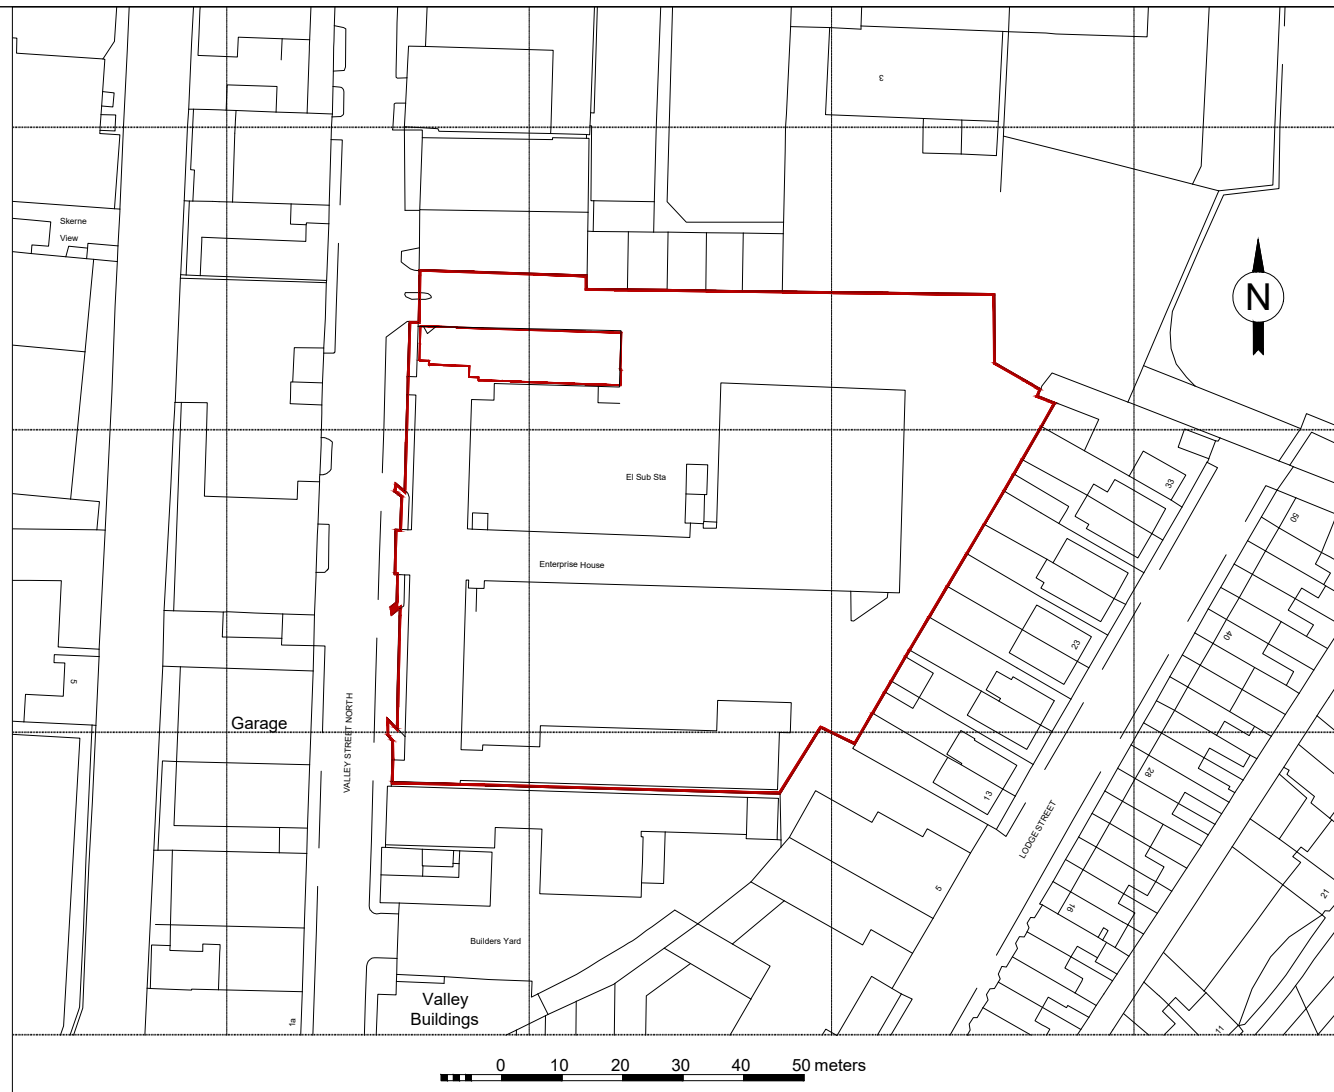 3
Skerne
View
N
El Sub Sta
33
50
Enterprise House
40
23
5
VALLEY STREET NORTH
Garage
28
13
LODGE STREET
5
21
16
Builders Yard
Valley
Buildings
1a
11
0 10 20 30 40 50 meters